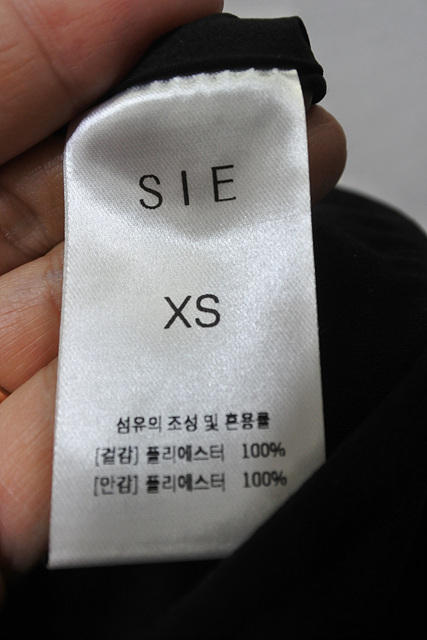 SIE
XS
섬유의 조성 및 혼용률
[겉감] 폴리에스터 100%
[안감] 폴리에스터 100%